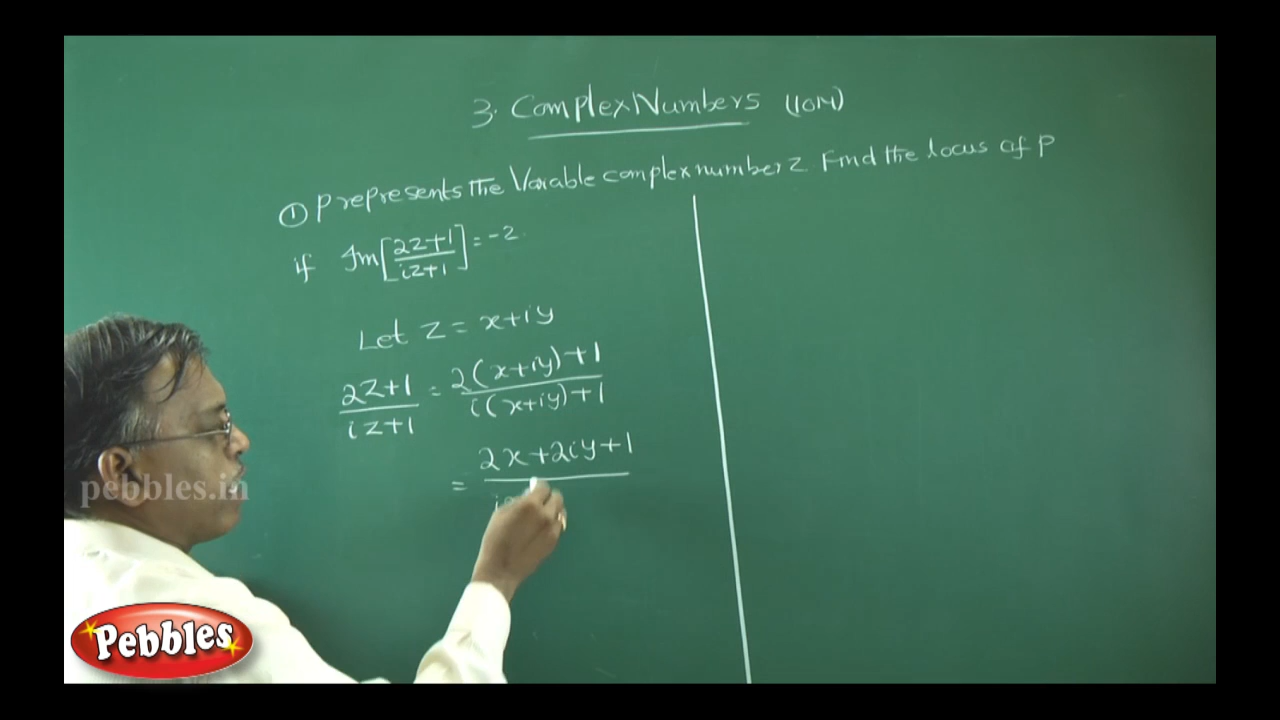 3. Complex Numbers (10M)
① P represents the Variable complex number z Find the locus of P
if Im[2z+1/iz+1] = -2
Let z = x+iy
2z+1/iz+1 = 2(x+iy)+1/i(x+iy)+1
= 2x+2iy+1
pebbles.in
Pebbles